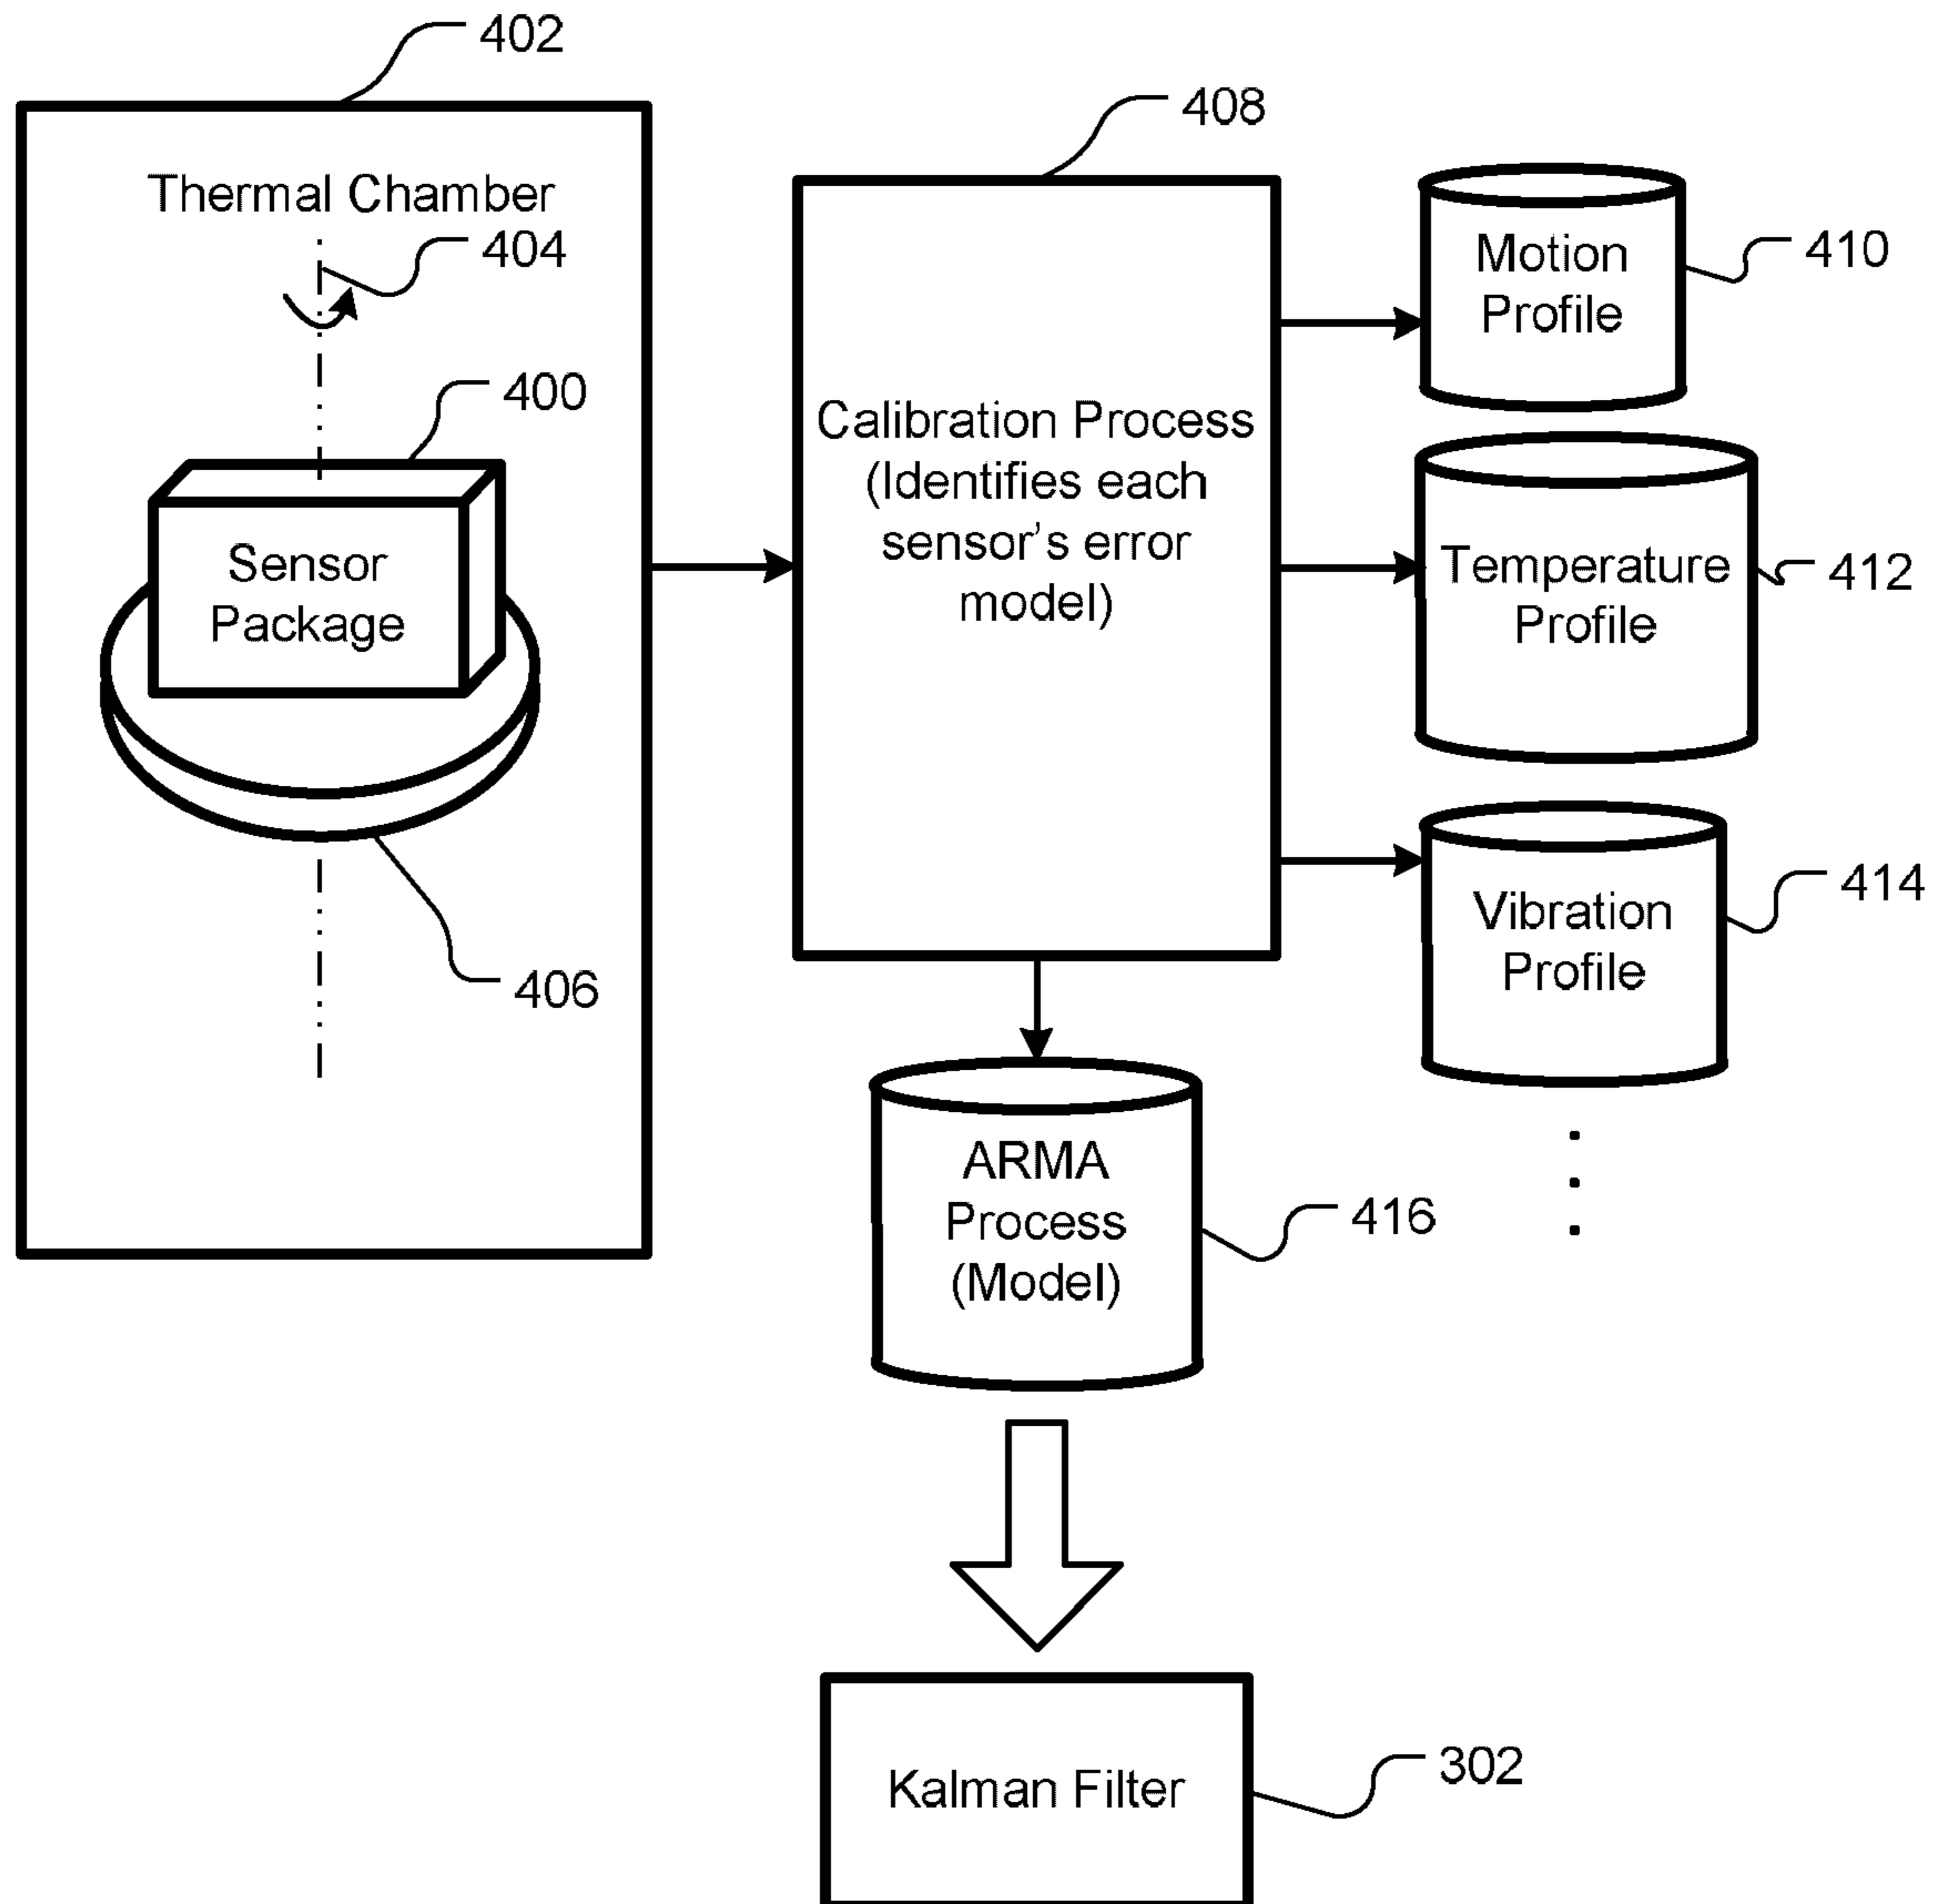 402
Thermal Chamber
404
400
Sensor
Package
406
408
Calibration Process
(Identifies each
sensor's error
model)
Motion
Profile
410
Temperature
Profile
412
Vibration
Profile
414
ARMA
Process
(Model)
416
Kalman Filter
302